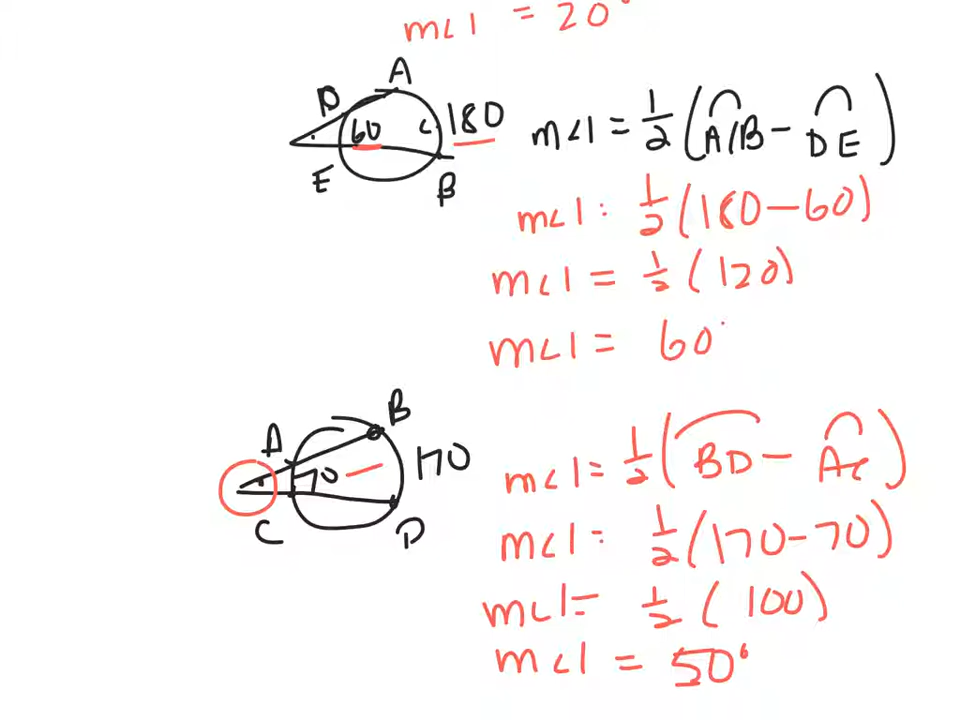 m∠1 = 20°
A
D
60
C
180
E
B
m∠1 = 1/2 (A/B - DE)
m∠1: 1/2 (180-60)
m∠1 = 1/2 (120)
m∠1 = 60°
B
A
70
170
C
D
m∠1= 1/2 (BD - AC)
m∠1: 1/2 (170-70)
m∠1= 1/2 (100)
m∠1 = 50°